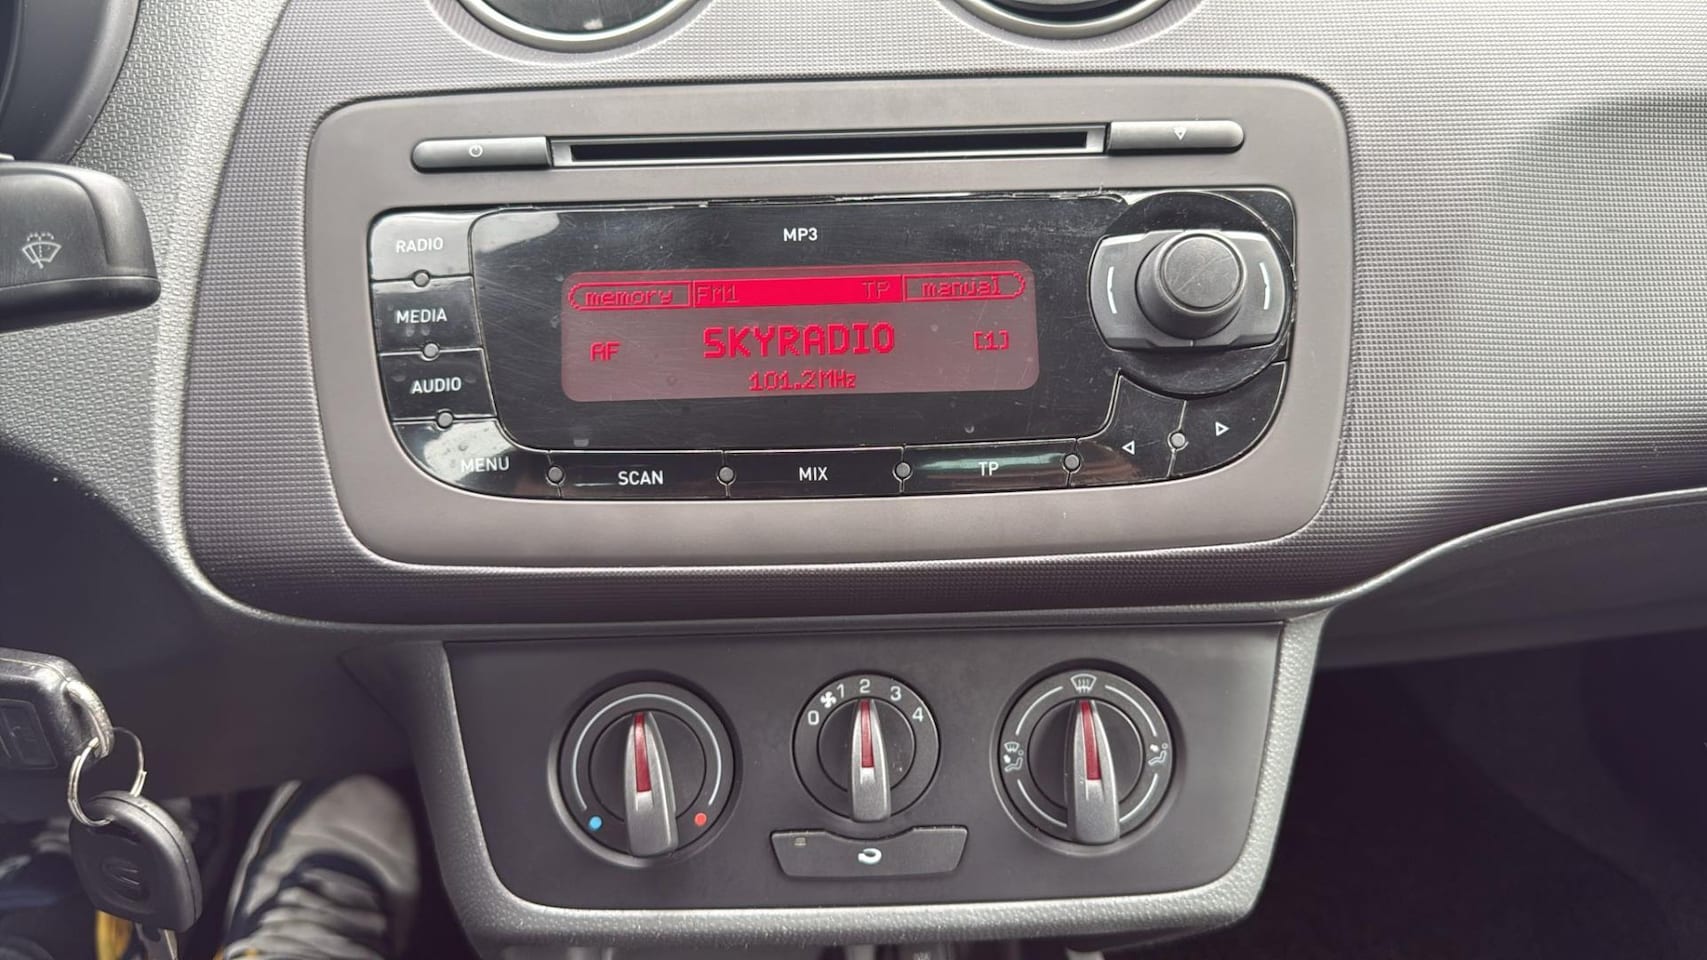 MP3
RADIO
MEDIA
AUDIO
MENU
memory FM1 TP manual
AF SKYRADIO [1]
101.2MHz
SCAN MIX TP
0 1 2 3 4